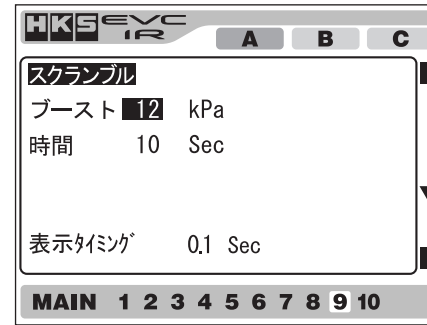 HKS EVC IR
A B C
スクランブル
ブースト 12 kPa
時間 10 Sec
表示ﾀｲﾐﾝｸﾞ 0.1 Sec
MAIN 1 2 3 4 5 6 7 8 9 10